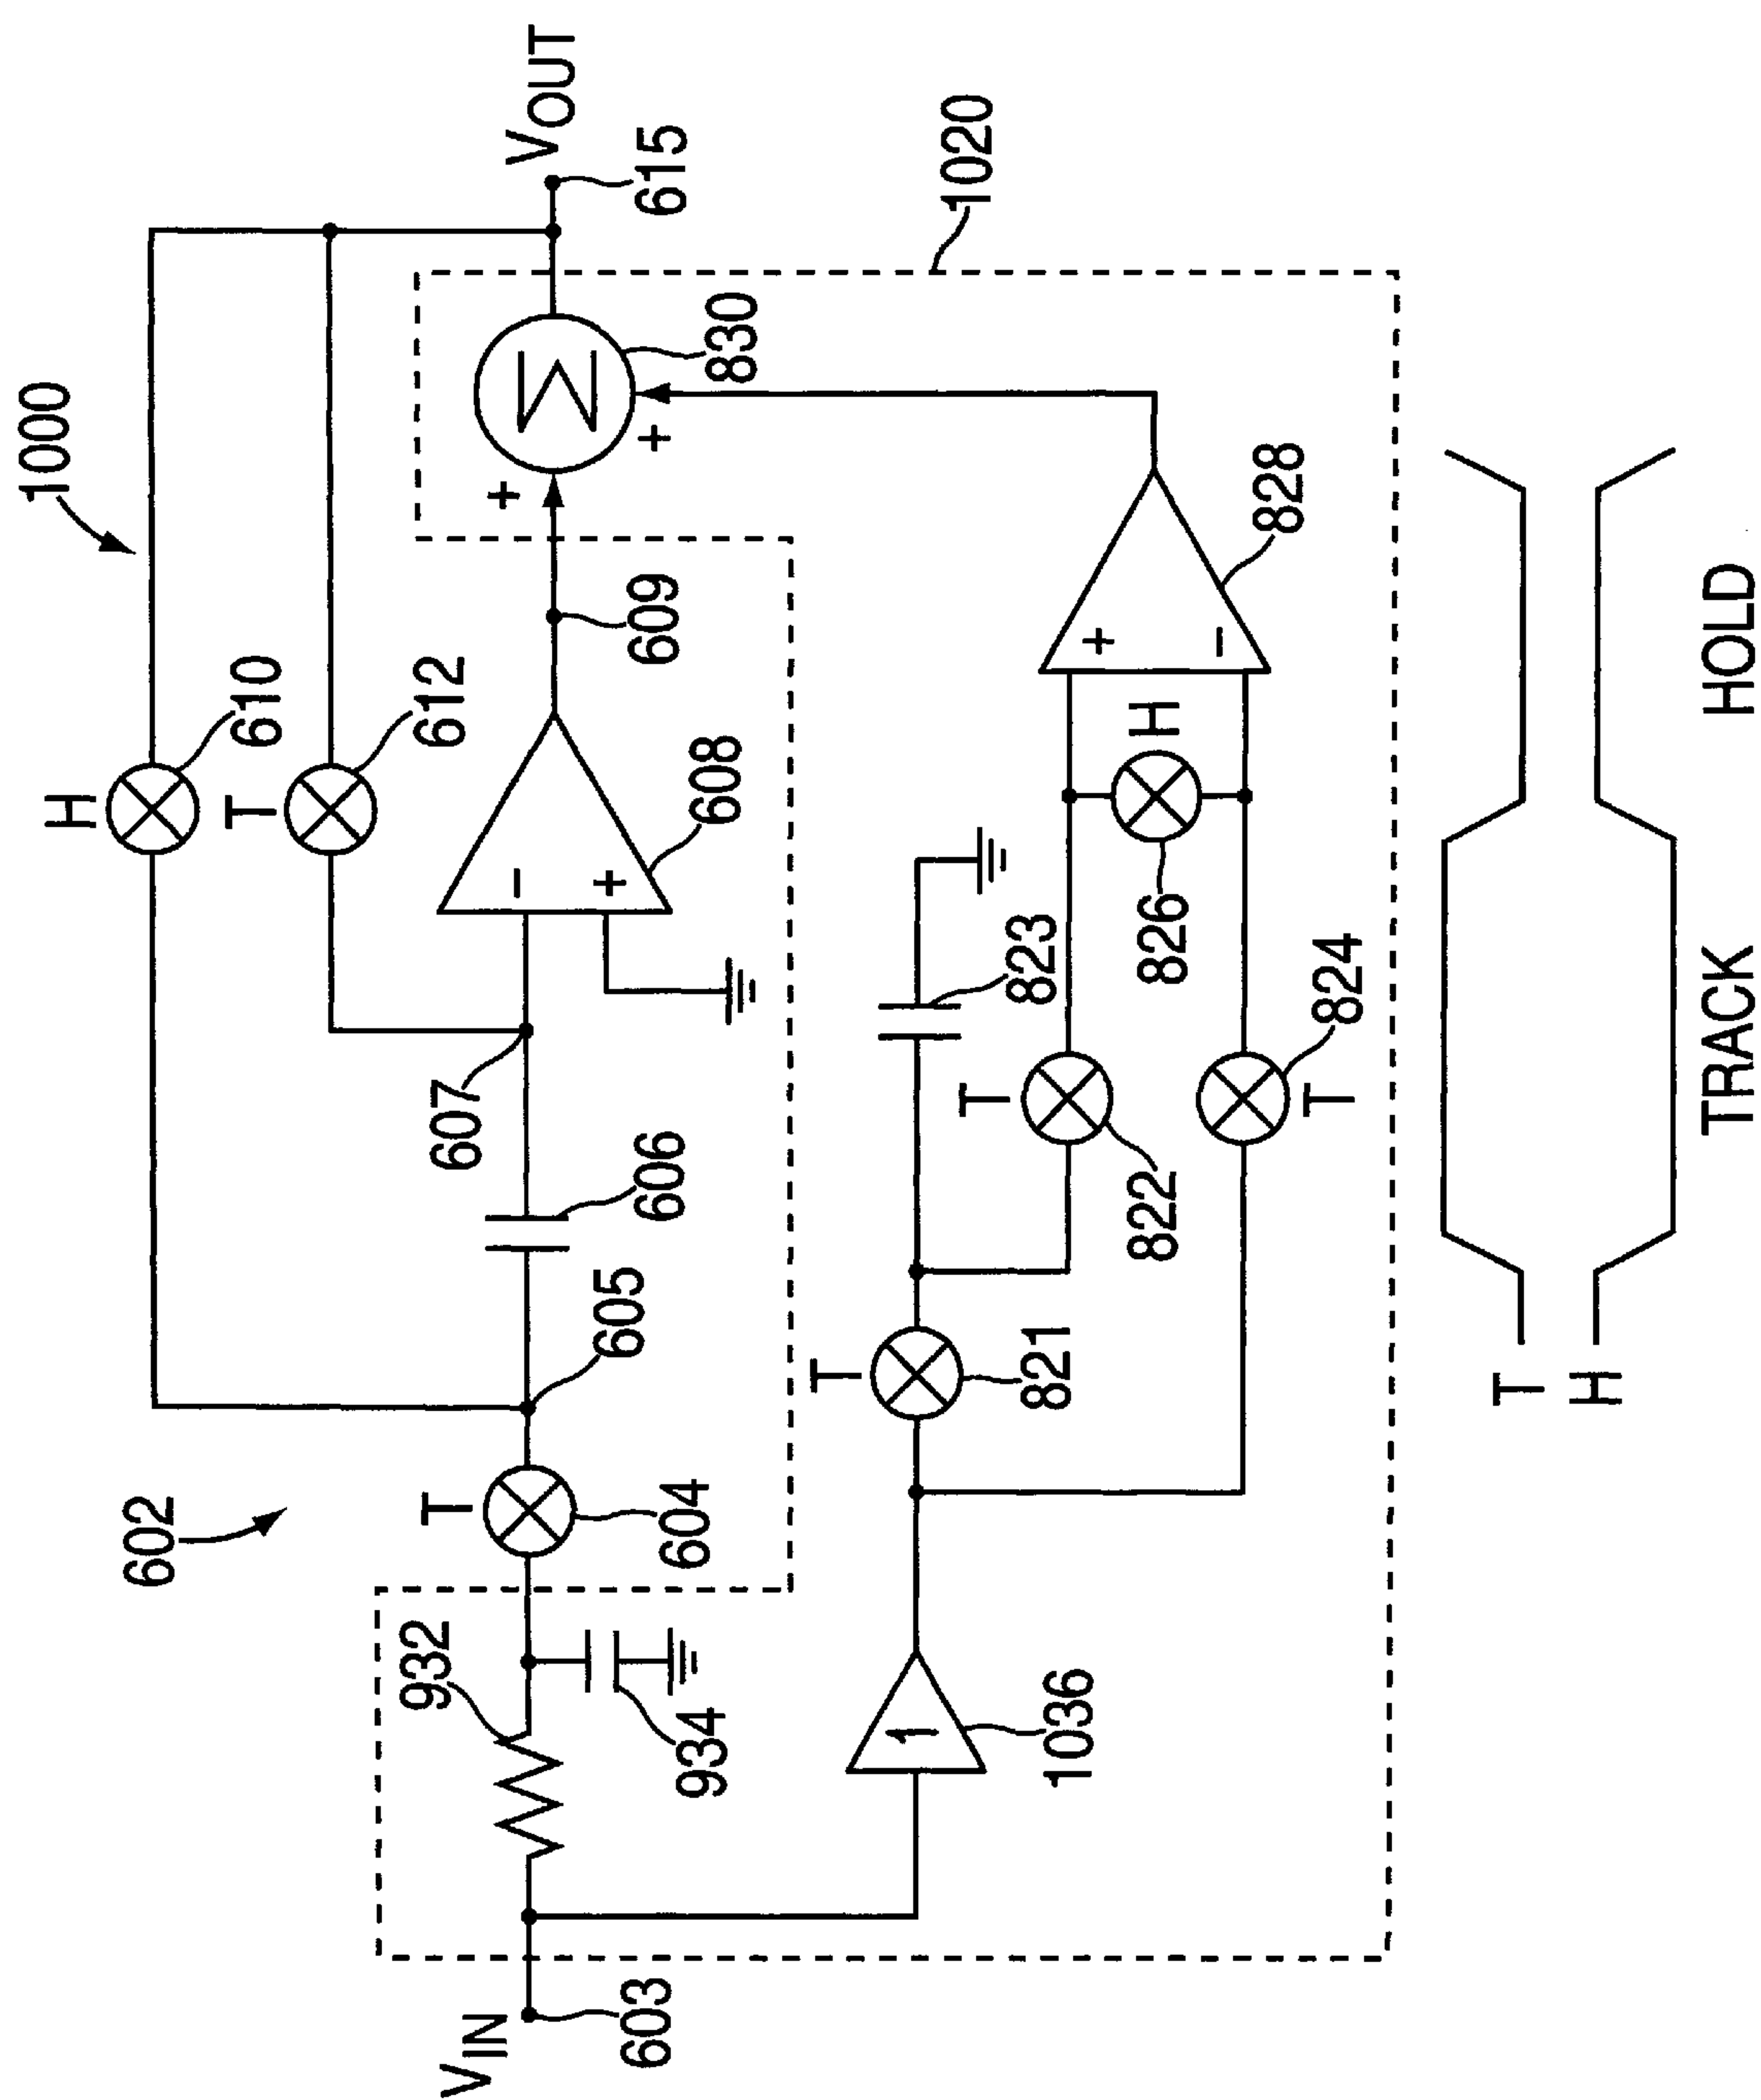 1000
H
610
T
612
602
T
604
605
606
607
−
+
608
609
+
+
Σ
830
VOUT
615
1020
VIN
603
932
934
1
1036
T
821
823
T
822
T
824
H
826
+
−
828
T
H
TRACK
HOLD